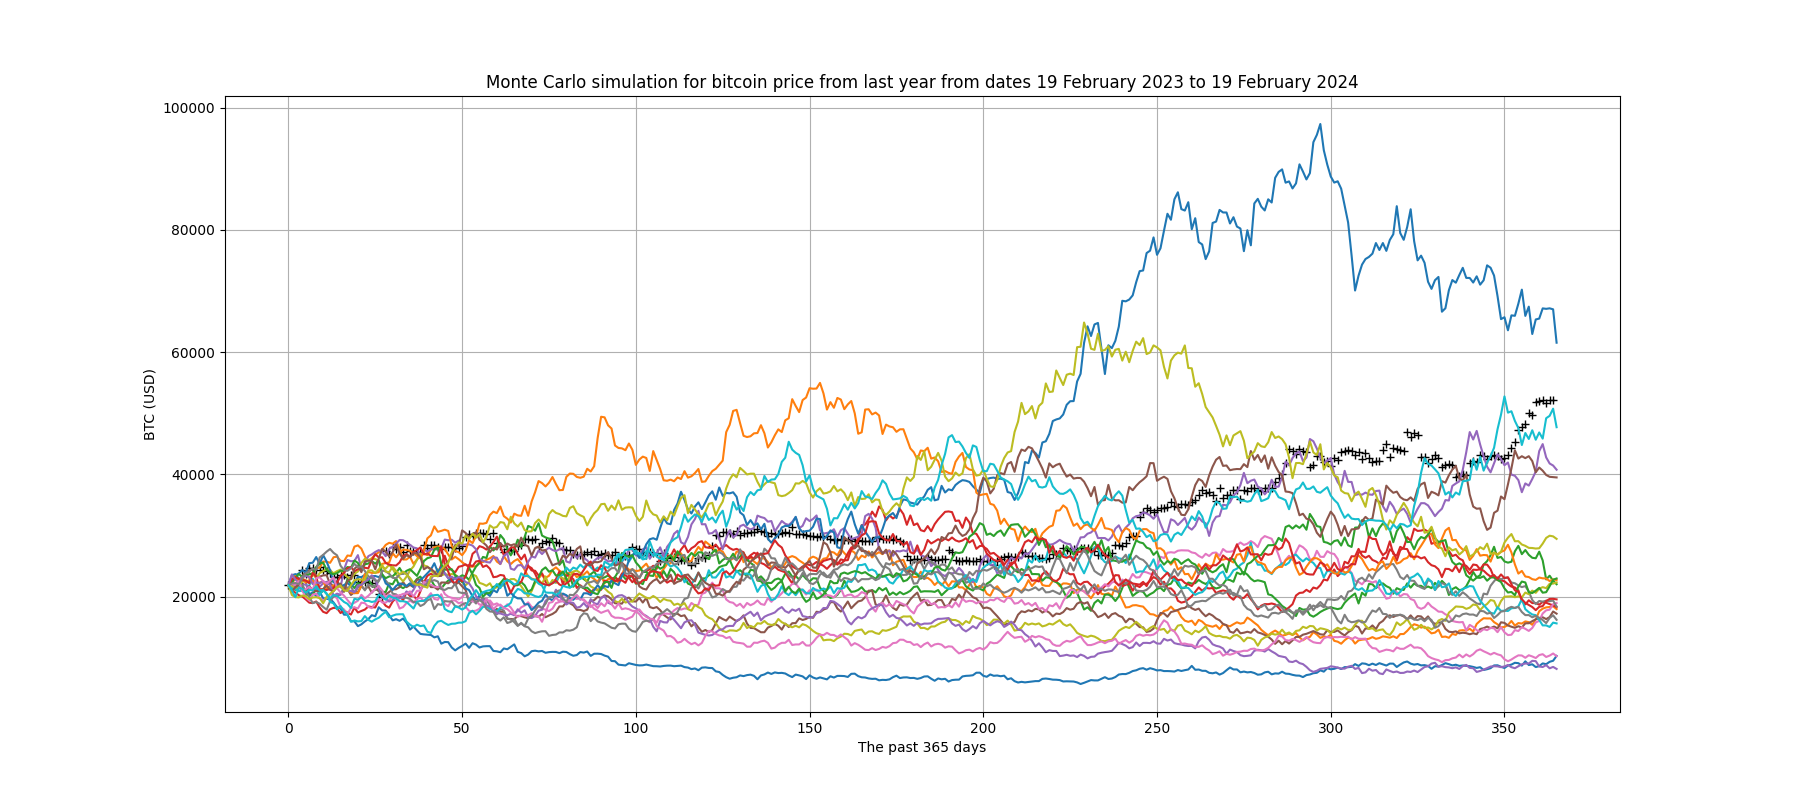 Monte Carlo simulation for bitcoin price from last year from dates 19 February 2023 to 19 February 2024
100000
80000
60000
40000
20000
BTC (USD)
0 50 100 150 200 250 300 350
The past 365 days